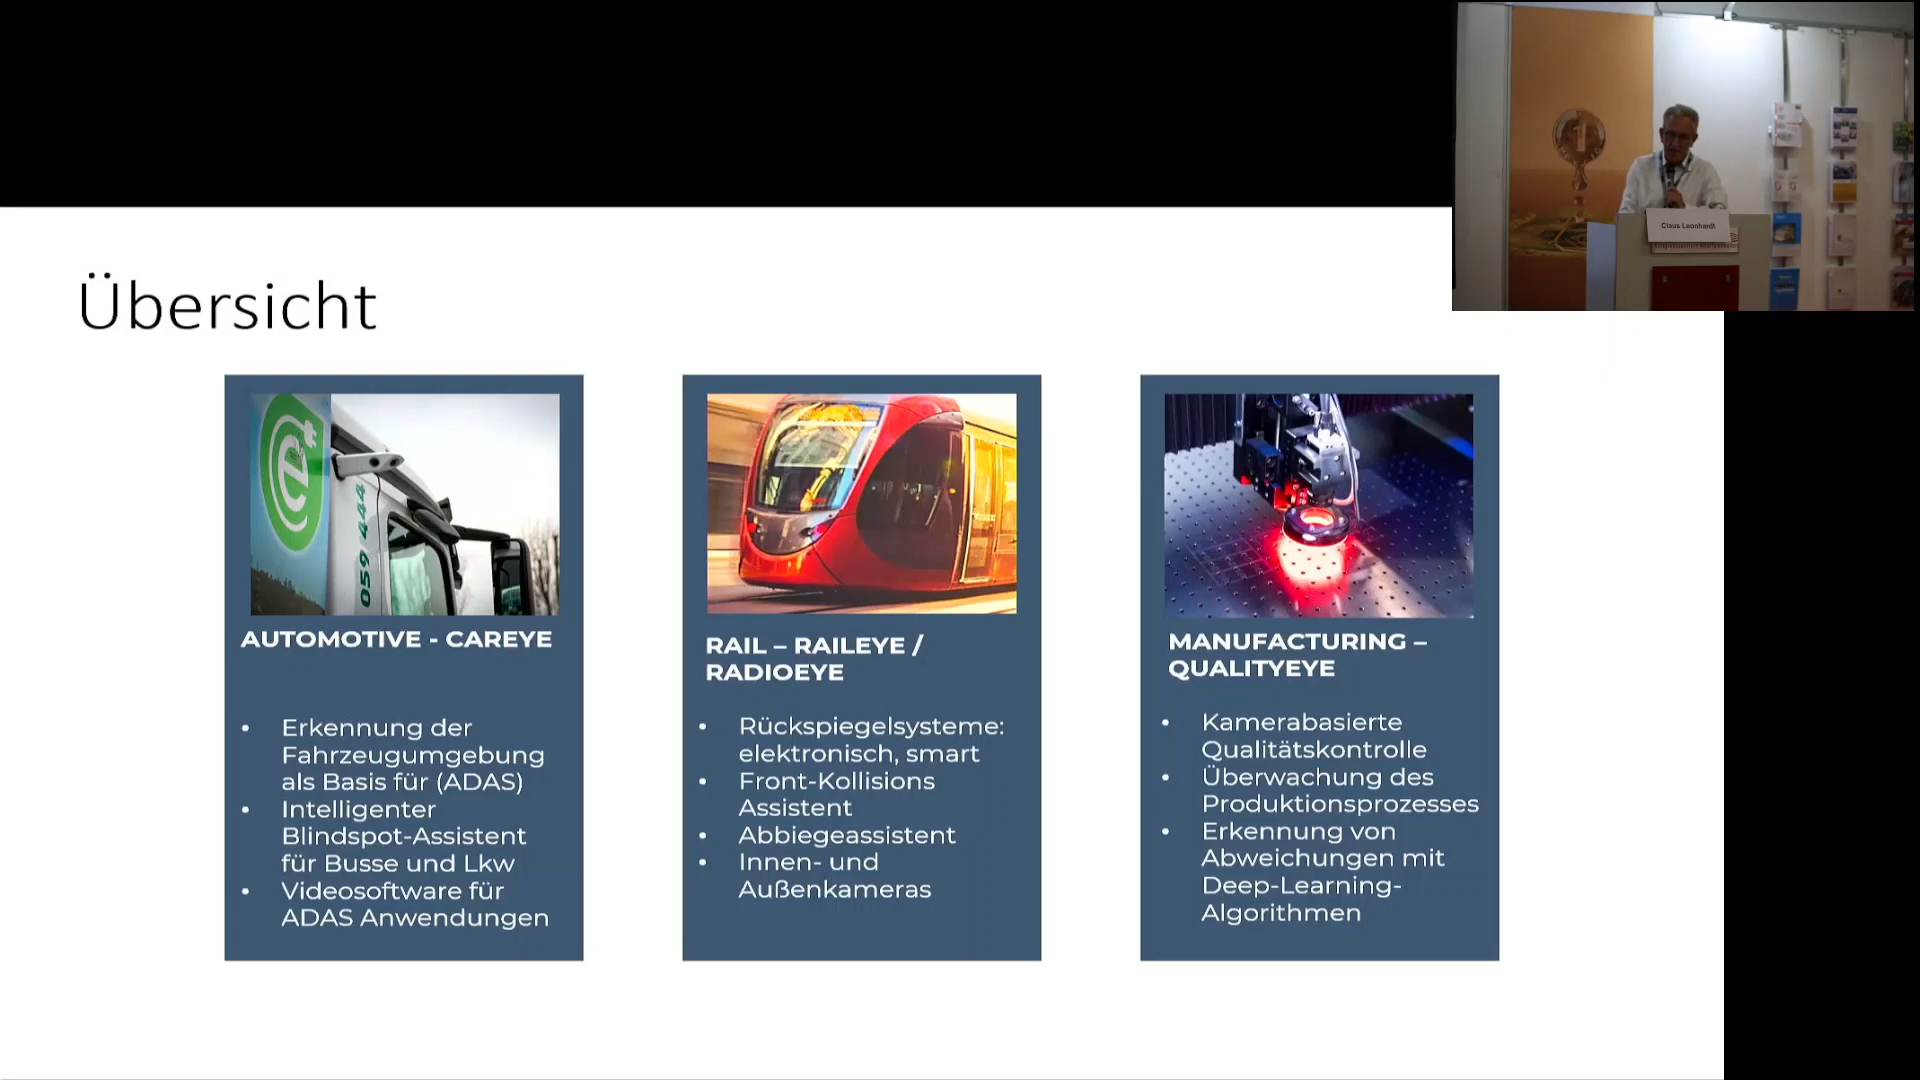 Claus Leonhardt
Übersicht
e
059 444
AUTOMOTIVE - CAREYE
• Erkennung der
Fahrzeugumgebung
als Basis für (ADAS)
• Intelligenter
Blindspot-Assistent
für Busse und Lkw
• Videosoftware für
ADAS Anwendungen
RAIL – RAILEYE /
RADIOEYE
• Rückspiegelsysteme:
elektronisch, smart
• Front-Kollisions
Assistent
• Abbiegeassistent
• Innen- und
Außenkameras
MANUFACTURING –
QUALITYEYE
• Kamerabasierte
Qualitätskontrolle
• Überwachung des
Produktionsprozesses
• Erkennung von
Abweichungen mit
Deep-Learning-
Algorithmen